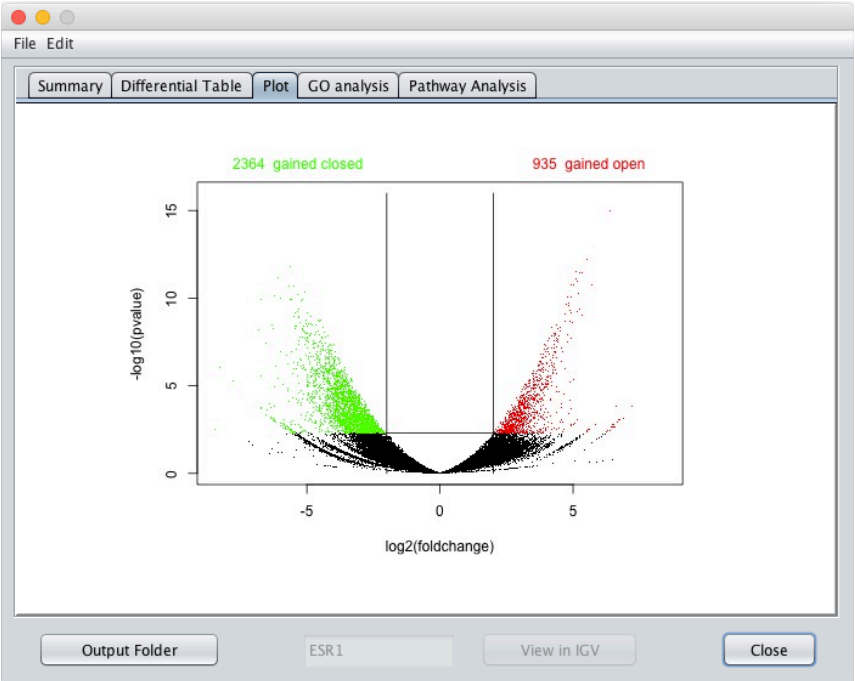 File Edit
Summary Differential Table Plot GO analysis Pathway Analysis
2364 gained closed 935 gained open
15
10
5
0
-log10(pvalue)
-5 0 5
log2(foldchange)
Output Folder ESR1 View in IGV Close